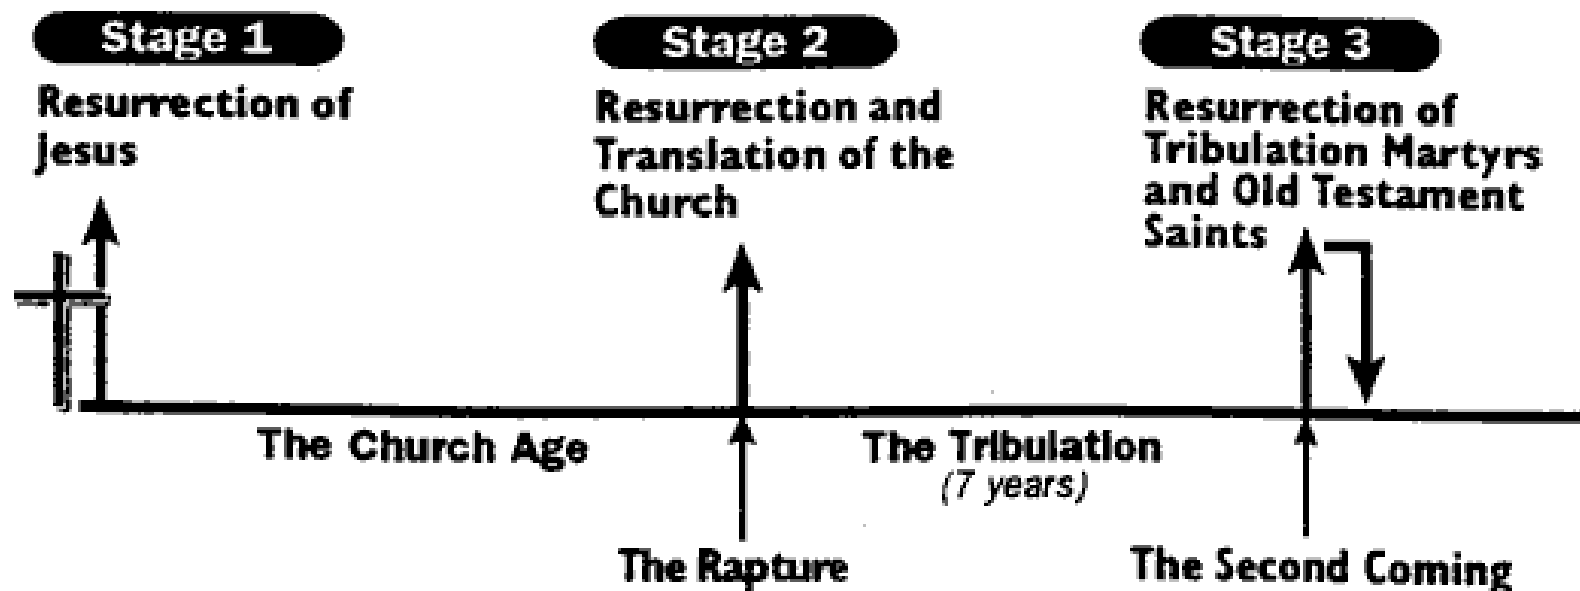 Stage 1
Resurrection of
Jesus
Stage 2
Resurrection and
Translation of the
Church
Stage 3
Resurrection of
Tribulation Martyrs
and Old Testament
Saints
The Church Age
The Tribulation
(7 years)
The Rapture
The Second Coming